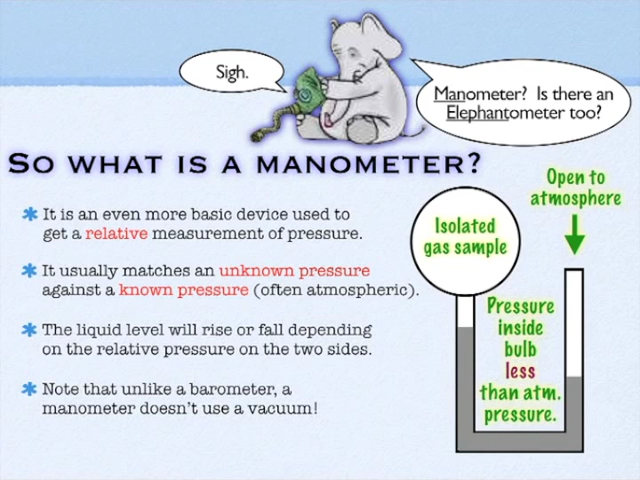 Sigh.
Manometer? Is there an
Elephantometer too?
So what is a manometer?
It is an even more basic device used to
get a relative measurement of pressure.
It usually matches an unknown pressure
against a known pressure (often atmospheric).
The liquid level will rise or fall depending
on the relative pressure on the two sides.
Note that unlike a barometer, a
manometer doesn't use a vacuum!
Open to
atmosphere
Isolated
gas sample
Pressure
inside
bulb
less
than atm.
pressure.